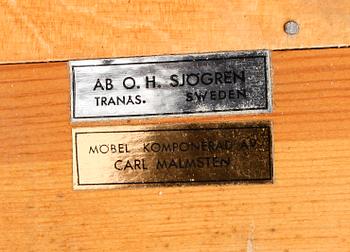 AB O. H. SJÖGREN
TRANÅS. SWEDEN
MÖBEL KOMPONERAD AV
CARL MALMSTEN